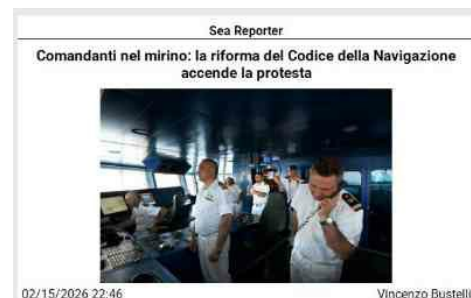 Sea Reporter
Comandanti nel mirino: la riforma del Codice della Navigazione
accende la protesta
02/15/2026 22:46
Vincenzo Bustelli